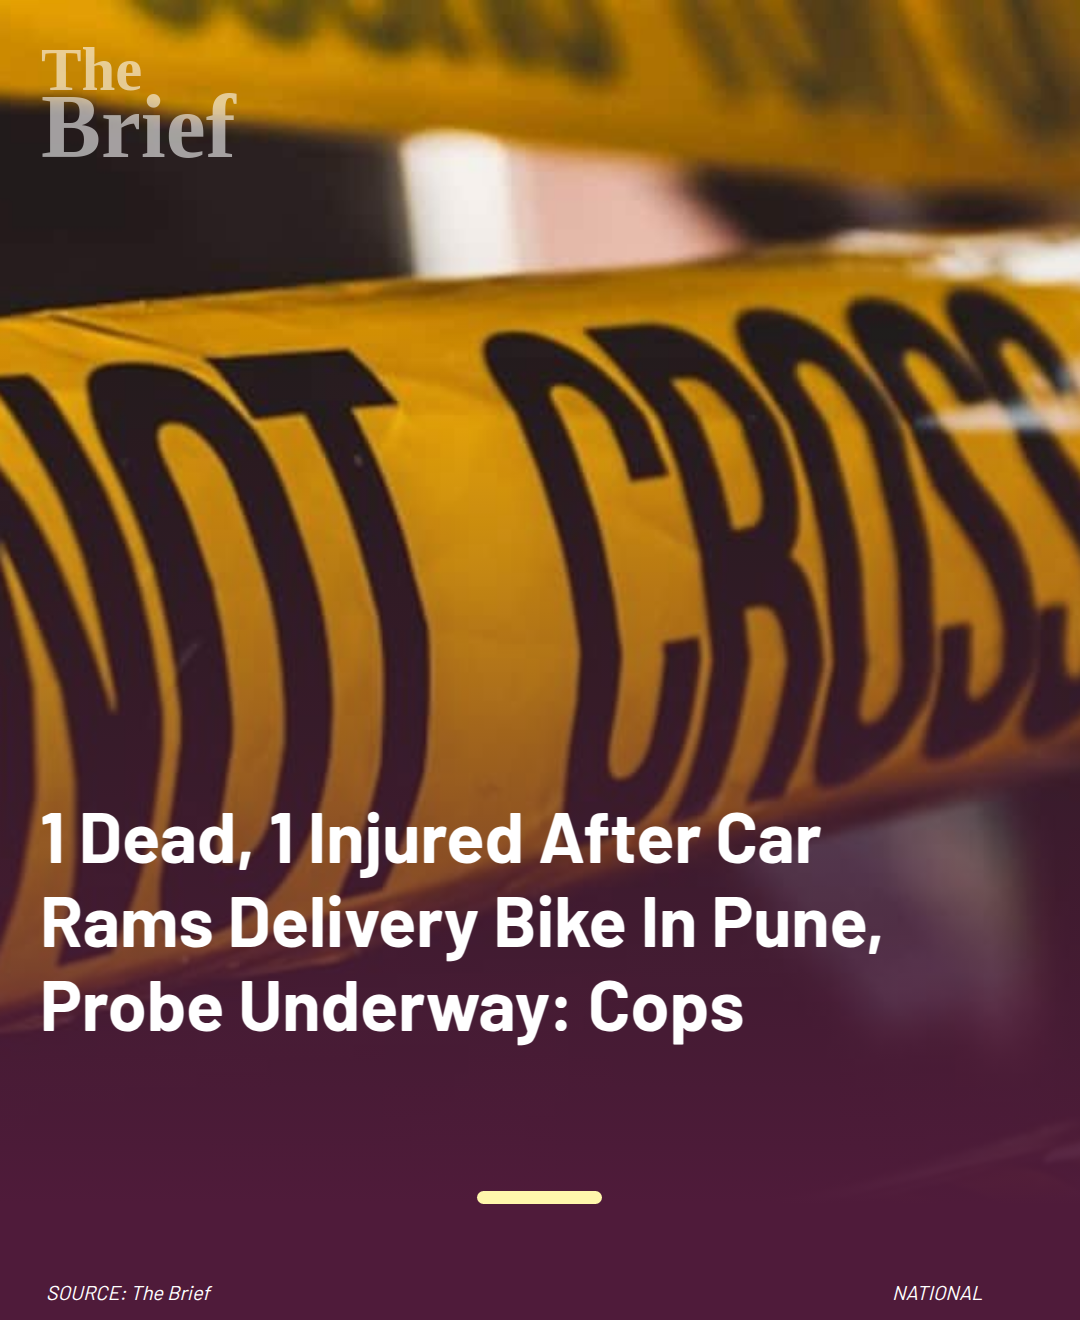 The
Brief
NOT CROSS
1 Dead, 1 Injured After Car
Rams Delivery Bike In Pune,
Probe Underway: Cops
SOURCE: The Brief
NATIONAL